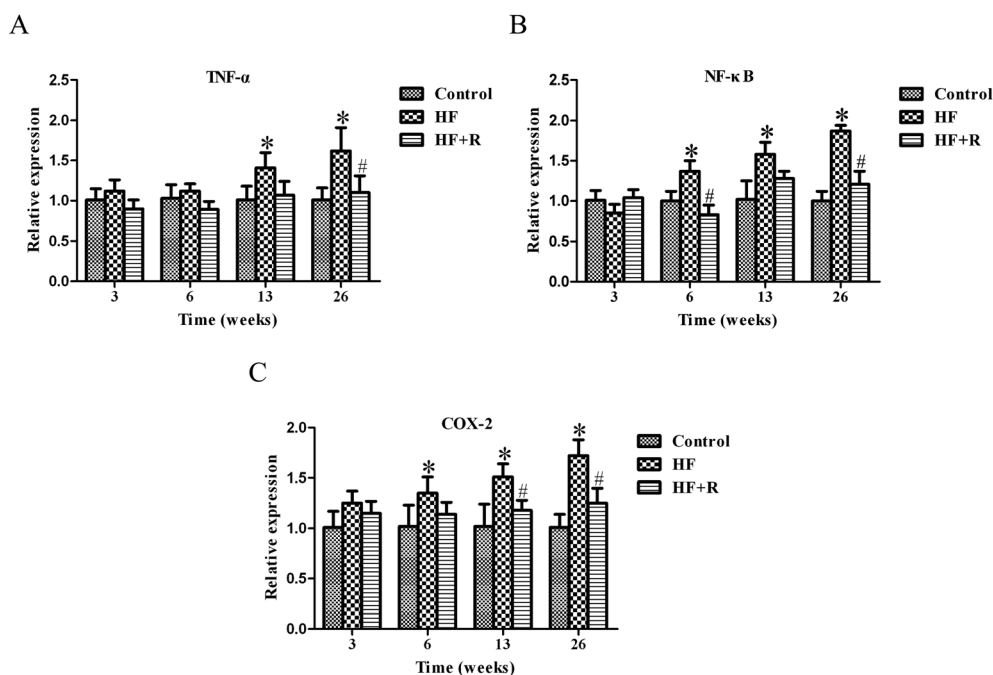 A
TNF-α
2.5
2.0
1.5
1.0
0.5
0.0
Relative expression
*
*
#
3
6
13
26
Time (weeks)
Control
HF
HF+R
B
NF-κB
2.5
2.0
1.5
1.0
0.5
0.0
Relative expression
*
*
*
#
#
3
6
13
26
Time (weeks)
Control
HF
HF+R
C
COX-2
2.0
1.5
1.0
0.5
0.0
Relative expression
*
*
*
#
#
3
6
13
26
Time (weeks)
Control
HF
HF+R